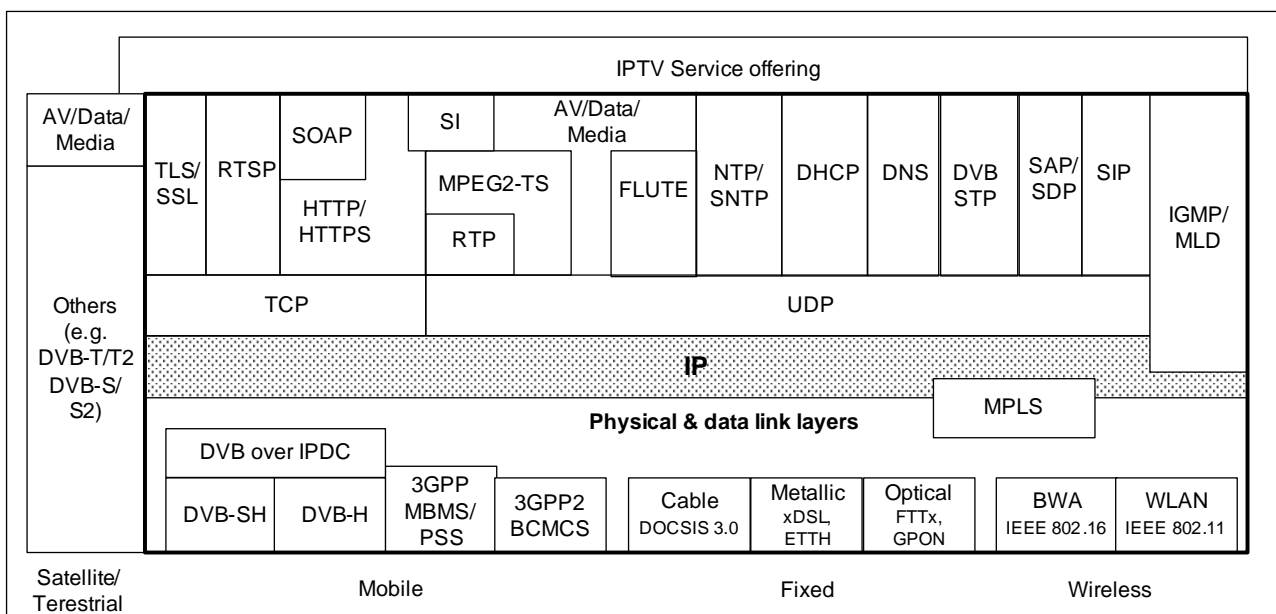 IPTV Service offering
AV/Data/
Media
TLS/
SSL
RTSP
SOAP
HTTP/
HTTPS
SI
AV/Data/
Media
MPEG2-TS
RTP
FLUTE
NTP/
SNTP
DHCP
DNS
DVB
STP
SAP/
SDP
SIP
IGMP/
MLD
TCP
UDP
Others
(e.g.
DVB-T/T2
DVB-S/
S2)
IP
MPLS
Physical & data link layers
DVB over IPDC
DVB-SH
DVB-H
3GPP
MBMS/
PSS
3GPP2
BCMCS
Cable
DOCSIS 3.0
Metallic
xDSL,
ETTH
Optical
FTTx,
GPON
BWA
IEEE 802.16
WLAN
IEEE 802.11
Satellite/
Terestrial
Mobile
Fixed
Wireless